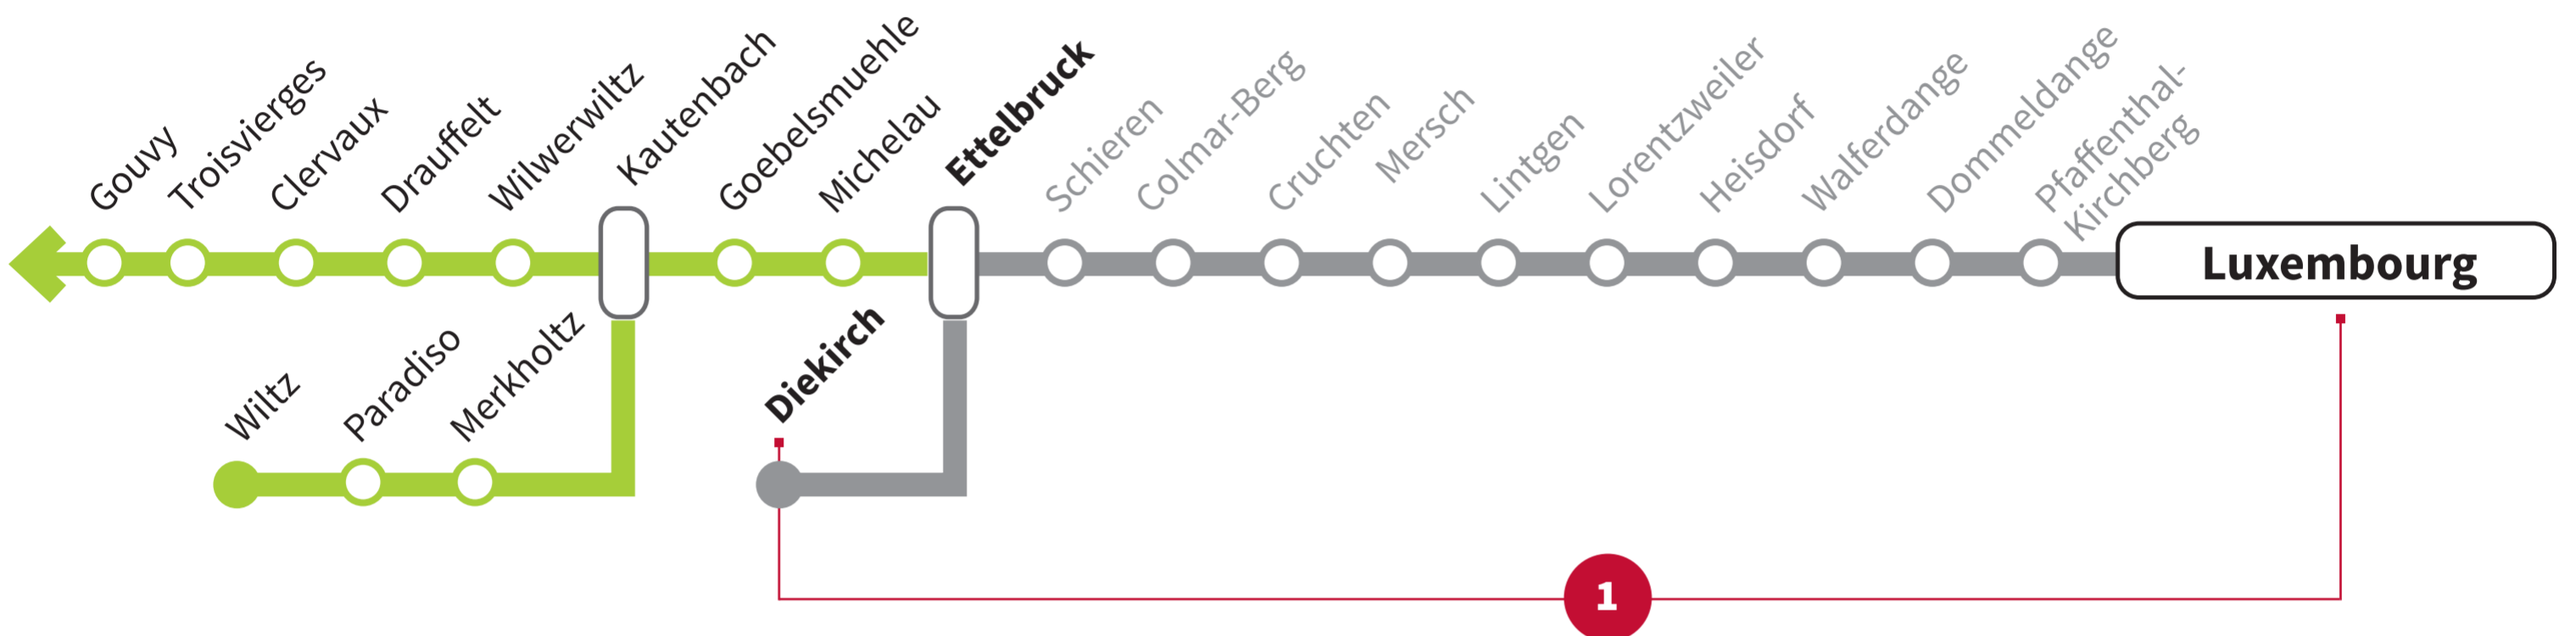 Gouvy
Troisvierges
Clervaux
Drauffelt
Wilwerwiltz
Kautenbach
Goebelsmuehle
Michelau
Ettelbruck
Schieren
Colmar-Berg
Cruchten
Mersch
Lintgen
Lorentzweiler
Heisdorf
Walferdange
Dommeldange
Pfaffenthal-
Kirchberg
Luxembourg
Wiltz
Paradiso
Merkholtz
Diekirch
1